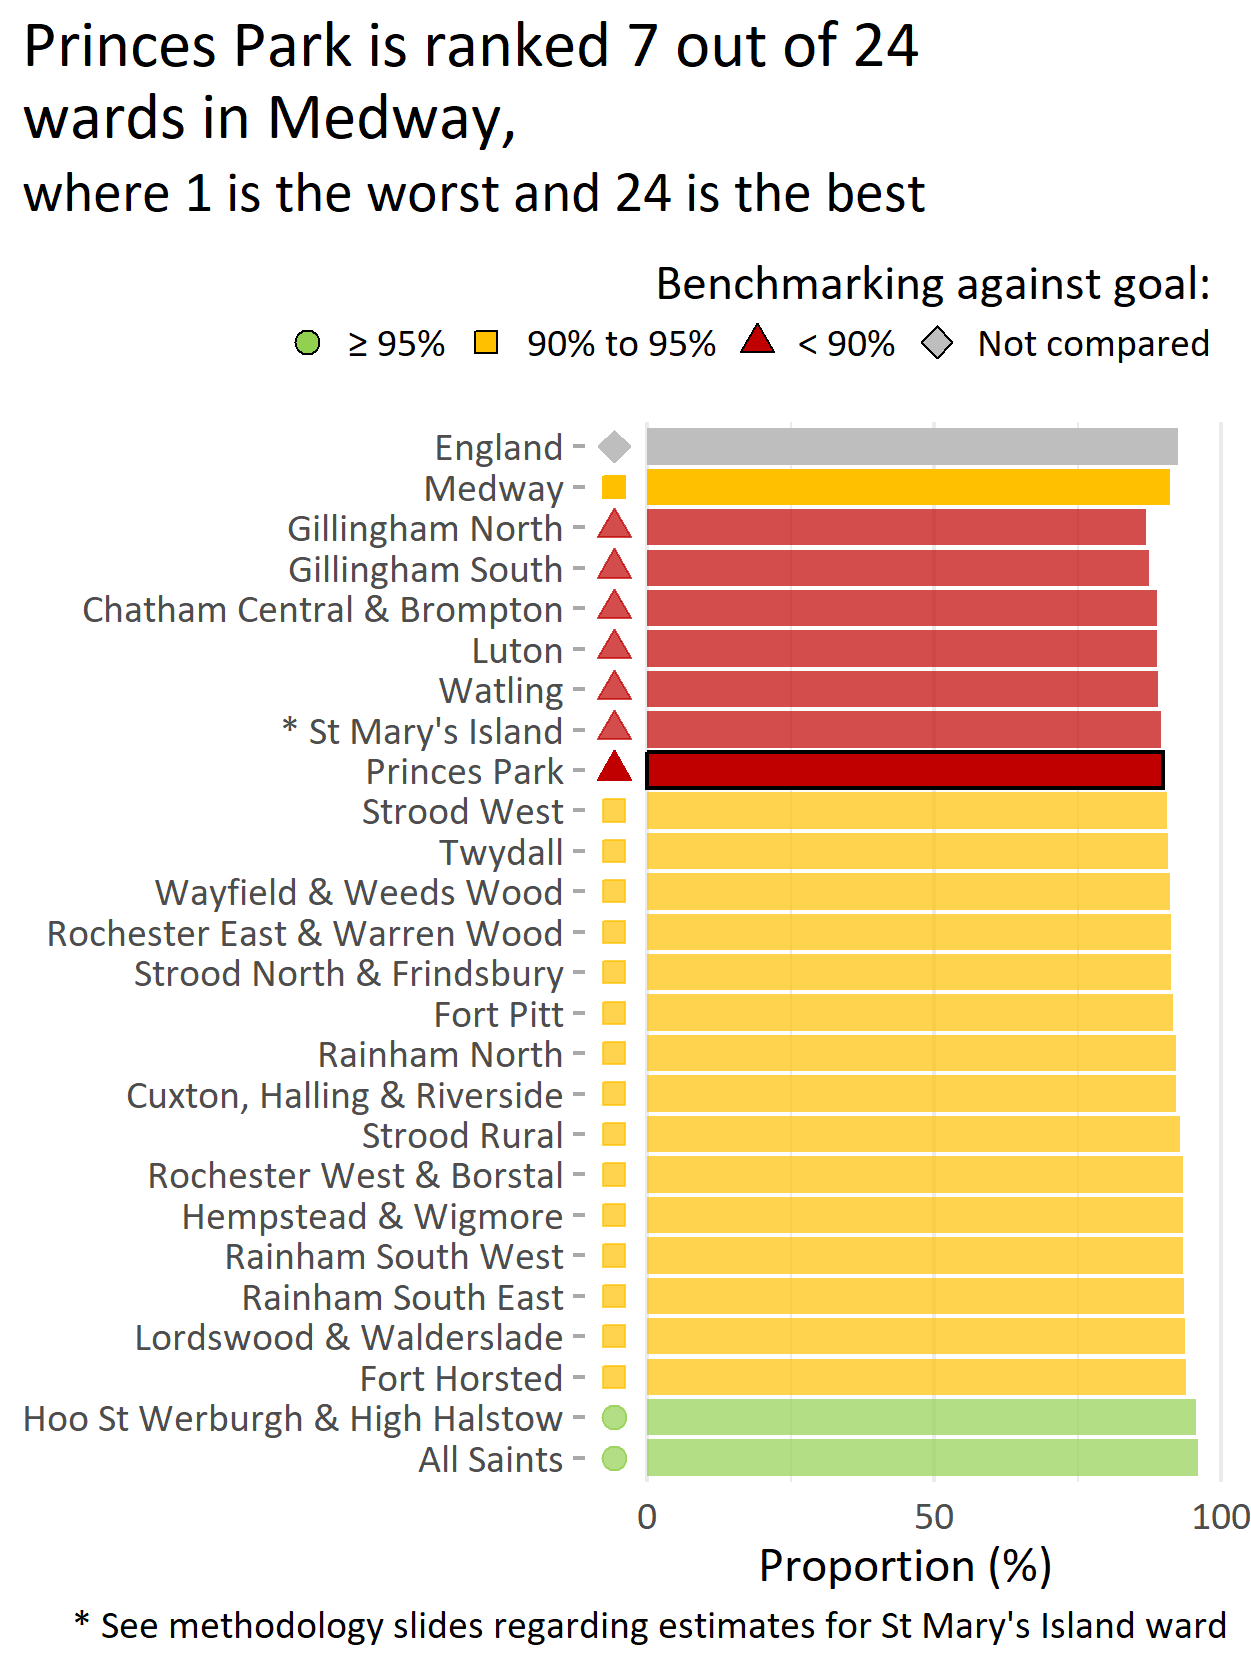 Princes Park is ranked 7 out of 24
wards in Medway,
where 1 is the worst and 24 is the best
Benchmarking against goal:
≥ 95% 90% to 95% < 90% Not compared
England
Medway
Gillingham North
Gillingham South
Chatham Central & Brompton
Luton
Watling
* St Mary's Island
Princes Park
Strood West
Twydall
Wayfield & Weeds Wood
Rochester East & Warren Wood
Strood North & Frindsbury
Fort Pitt
Rainham North
Cuxton, Halling & Riverside
Strood Rural
Rochester West & Borstal
Hempstead & Wigmore
Rainham South West
Rainham South East
Lordswood & Walderslade
Fort Horsted
Hoo St Werburgh & High Halstow
All Saints
0 50 100
Proportion (%)
* See methodology slides regarding estimates for St Mary's Island ward